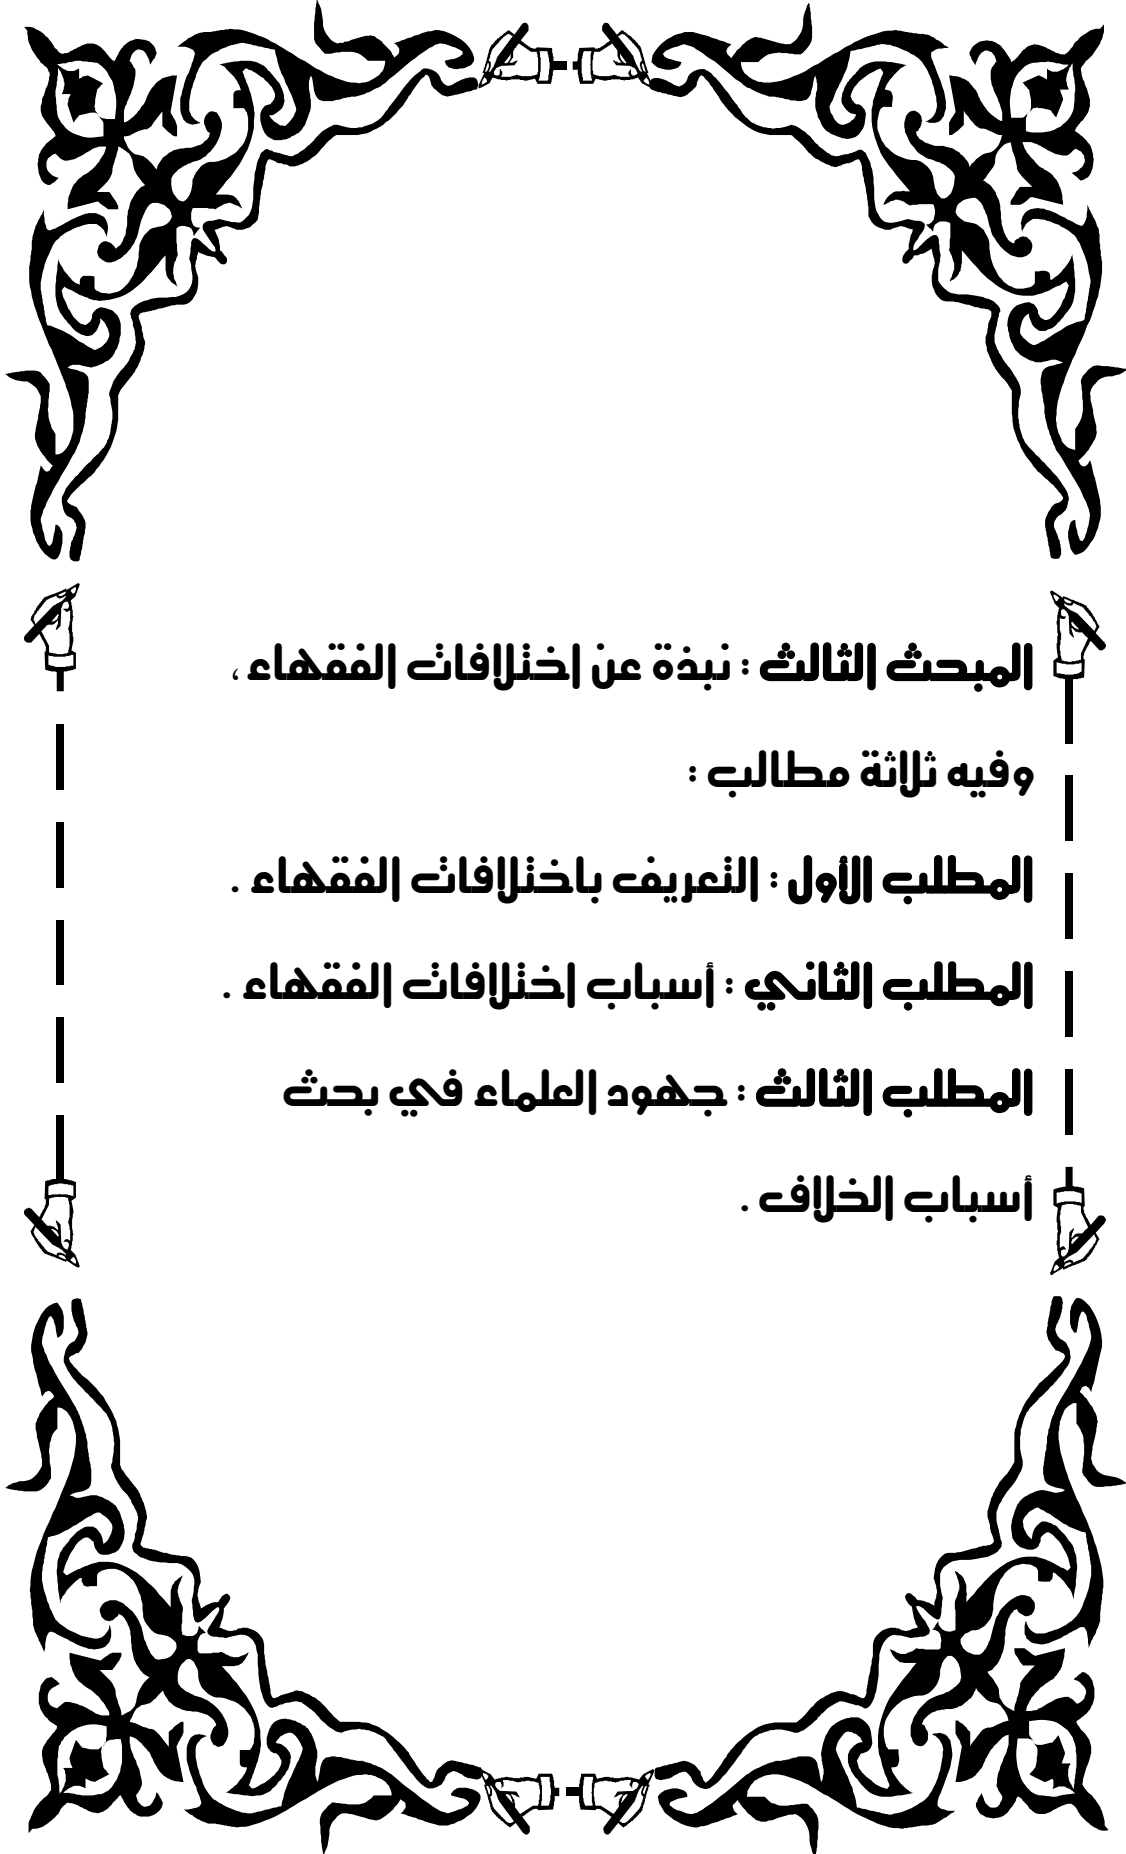 المبحث الثالث : نبذة عن اختلافات الفقهاء ،
وفيه ثلاثة مطالب :
المطلب الأول : التعريف باختلافات الفقهاء .
المطلب الثاني : أسباب اختلافات الفقهاء .
المطلب الثالث : جهود العلماء في بحث
أسباب الخلاف .